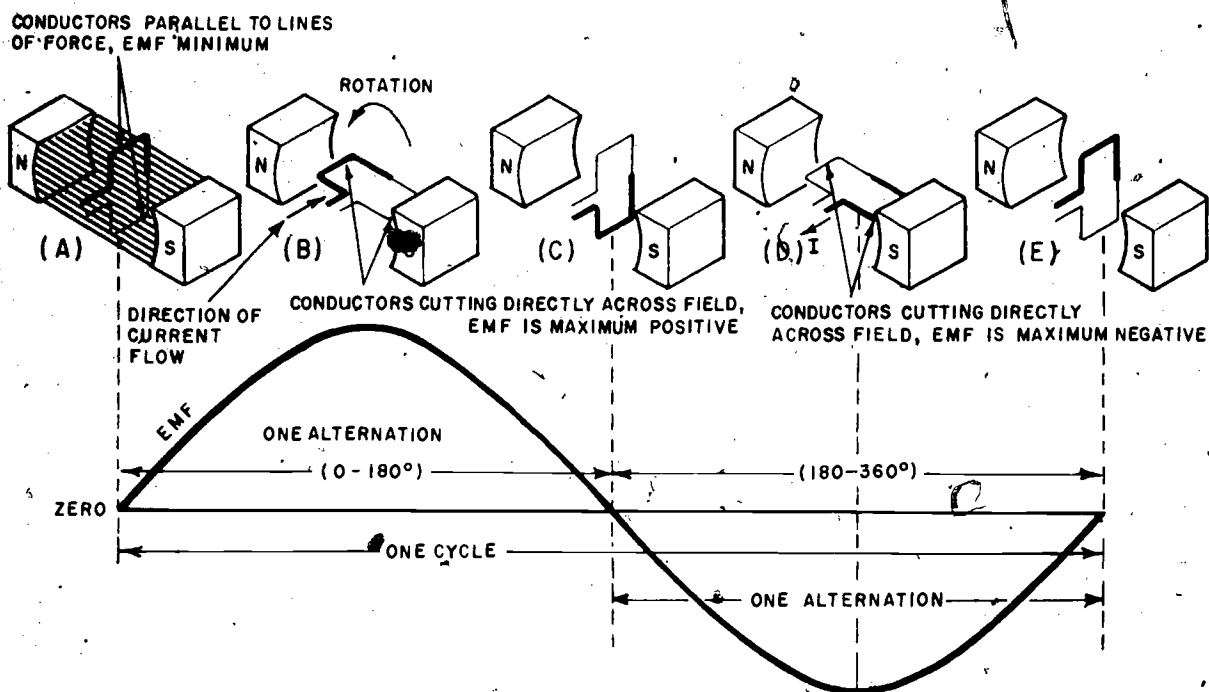 CONDUCTORS PARALLEL TO LINES
OF FORCE, EMF MINIMUM
ROTATION
N
S
(A)
N
(B)
N
S
(C)
N
S
(D)
I
N
S
(E)
DIRECTION OF
CURRENT
FLOW
CONDUCTORS CUTTING DIRECTLY ACROSS FIELD,
EMF IS MAXIMUM POSITIVE
CONDUCTORS CUTTING DIRECTLY
ACROSS FIELD, EMF IS MAXIMUM NEGATIVE
EMF
ONE ALTERNATION
(0-180°)
(180-360°)
ZERO
ONE CYCLE
ONE ALTERNATION